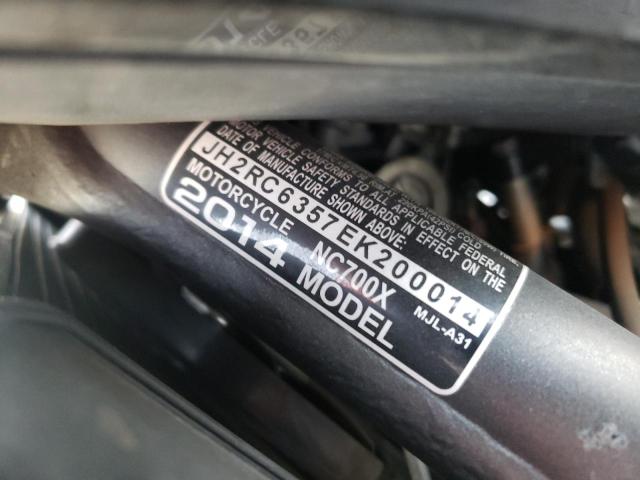 MOTOR VEHICLE CONFORMS TO ALL APPLICABLE FEDERAL
MOTOR VEHICLE SAFETY STANDARDS IN EFFECT ON THE
DATE OF MANUFACTURE SHOWN ABOVE:
JH2RC6357EK200014
MOTORCYCLE NC700X MJL-A31
2014 MODEL